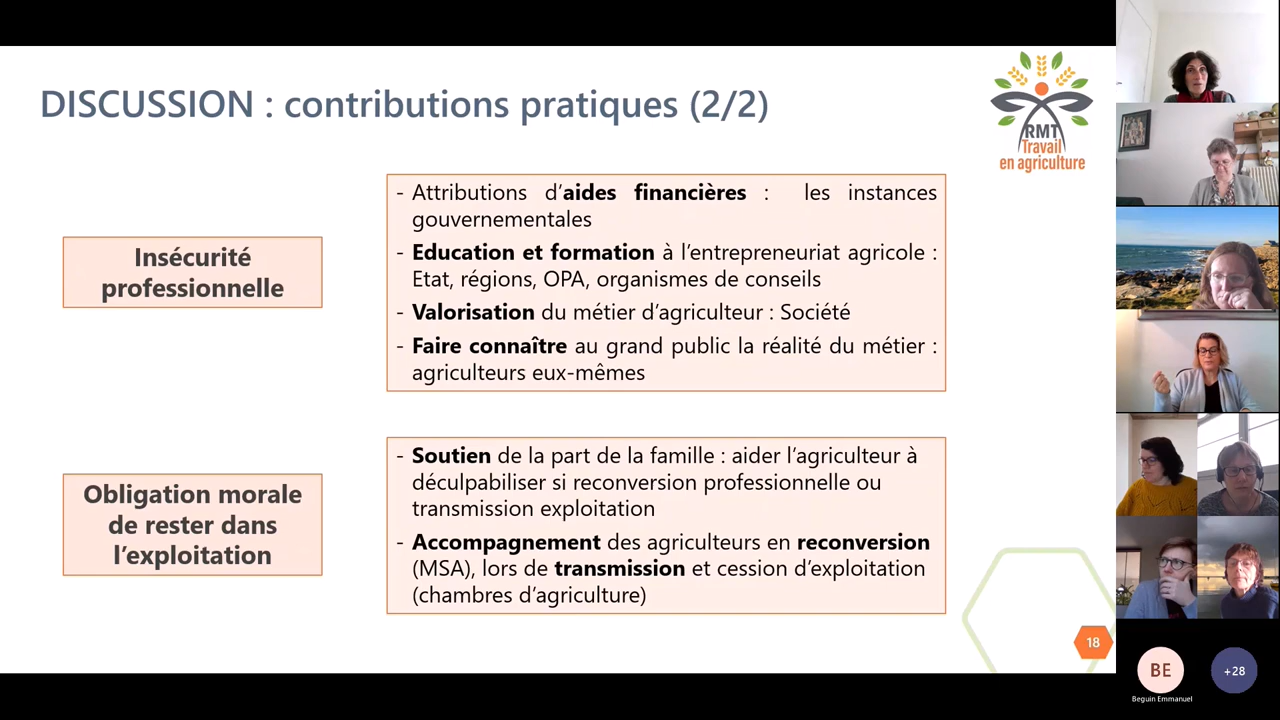 DISCUSSION : contributions pratiques (2/2)
RMT
Travail
en agriculture
Insécurité
professionnelle
- Attributions d’aides financières : les instances
gouvernementales
- Education et formation à l’entrepreneuriat agricole :
Etat, régions, OPA, organismes de conseils
- Valorisation du métier d’agriculteur : Société
- Faire connaître au grand public la réalité du métier :
agriculteurs eux-mêmes
Obligation morale
de rester dans
l’exploitation
- Soutien de la part de la famille : aider l’agriculteur à
déculpabiliser si reconversion professionnelle ou
transmission exploitation
- Accompagnement des agriculteurs en reconversion
(MSA), lors de transmission et cession d’exploitation
(chambres d’agriculture)
18
BE
Beguin Emmanuel
+28